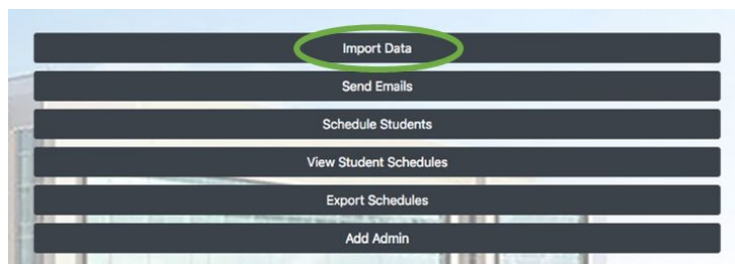 Import Data
Send Emails
Schedule Students
View Student Schedules
Export Schedules
Add Admin